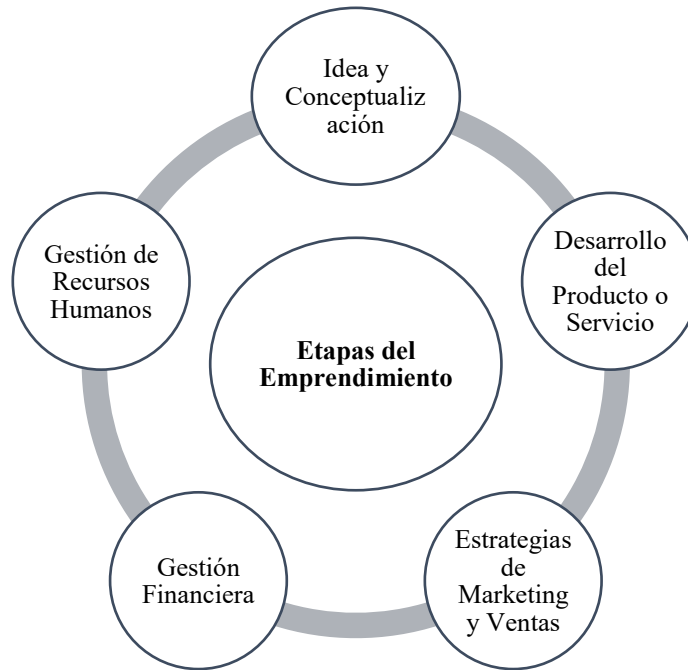 Idea y
Conceptualiz
ación
Desarrollo
del
Producto o
Servicio
Estrategias
de
Marketing
y Ventas
Gestión
Financiera
Gestión de
Recursos
Humanos
Etapas del
Emprendimiento